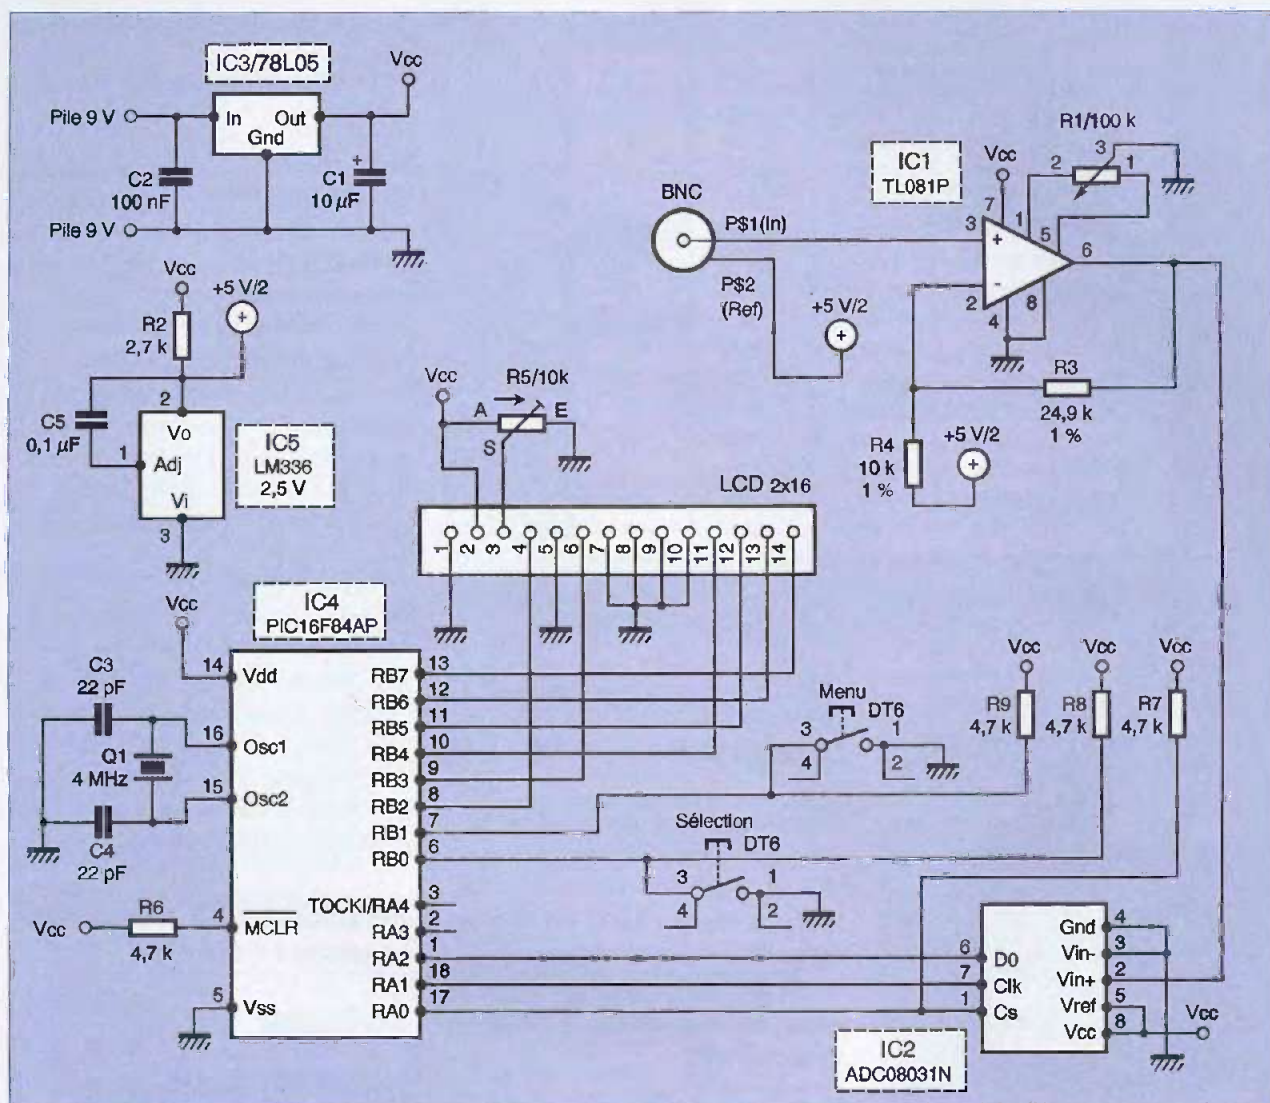 IC3/78L05
Vcc
Pile 9 V
In
Out
Gnd
C2
100 nF
+
C1
10 µF
Pile 9 V
Vcc
+5 V/2
+
R2
2,7 k
C5
0,1 µF
2
Vo
1
Adj
Vi
3
IC5
LM336
2,5 V
BNC
P$1(In)
P$2
(Ref)
+5 V/2
+
IC1
TL081P
R1/100 k
Vcc
2
3
1
7
1
5
3
+
6
-
2
4
8
R3
24,9 k
1 %
R4
10 k
1 %
+5 V/2
+
Vcc
R5/10k
A
E
S
LCD 2x16
1
2
3
4
5
6
7
8
9
10
11
12
13
14
IC4
PIC16F84AP
Vcc
14
Vdd
C3
22 pF
16
Osc1
Q1
4 MHz
15
Osc2
C4
22 pF
Vcc
R6
4,7 k
4
MCLR
5
Vss
RB7
13
RB6
12
RB5
11
RB4
10
RB3
9
RB2
8
RB1
7
RB0
6
TOCKI/RA4
3
RA3
2
RA2
1
RA1
18
RA0
17
Menu
DT6
3
1
4
2
Sélection
DT6
3
1
4
2
Vcc
Vcc
Vcc
R9
4,7 k
R8
4,7 k
R7
4,7 k
6
D0
7
Clk
1
Cs
Gnd
4
Vin-
3
Vin+
2
Vref
5
Vcc
8
Vcc
IC2
ADC08031N